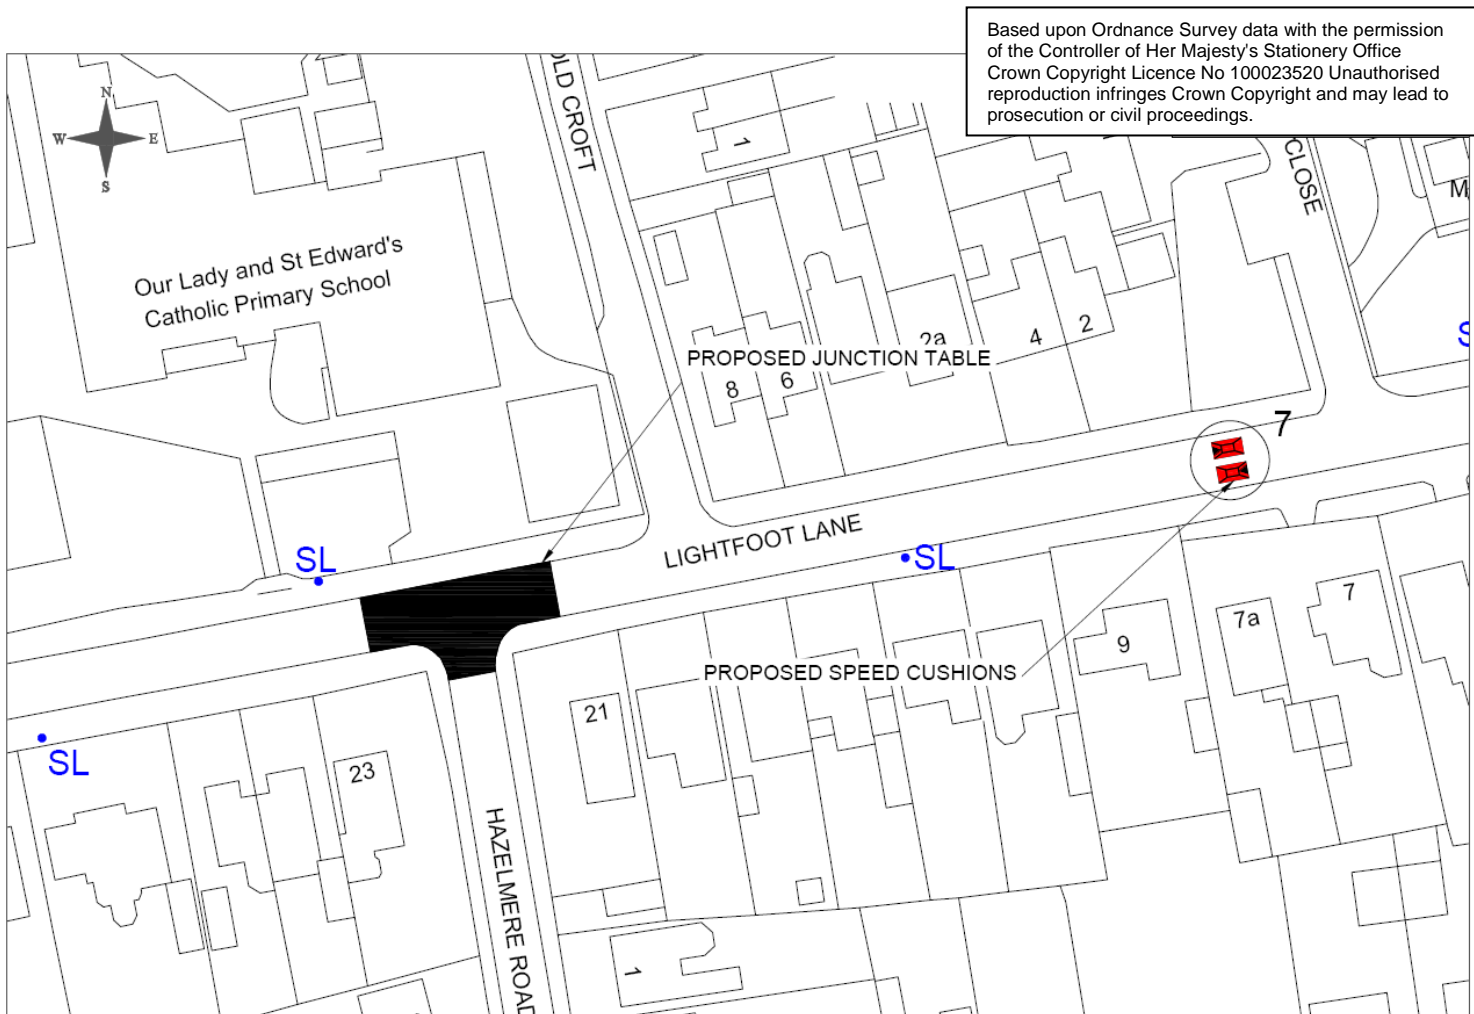 Based upon Ordnance Survey data with the permission
of the Controller of Her Majesty's Stationery Office
Crown Copyright Licence No 100023520 Unauthorised
reproduction infringes Crown Copyright and may lead to
prosecution or civil proceedings.
N
W
E
S
OLD CROFT
1
CLOSE
M
Our Lady and St Edward's
Catholic Primary School
2a
4
2
PROPOSED JUNCTION TABLE
8
6
7
SL
LIGHTFOOT LANE
SL
9
7a
7
PROPOSED SPEED CUSHIONS
21
SL
23
HAZELMERE ROAD
1